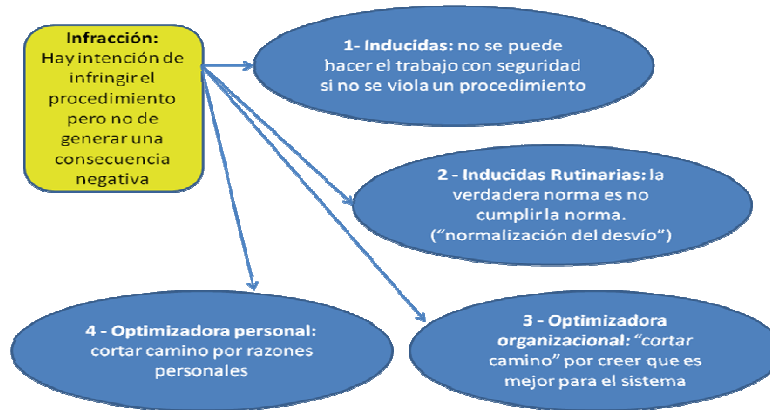 Infracción:
Hay intención de
infringir el
procedimiento
pero no de
generar una
consecuencia
negativa
1- Inducidas: no se puede
hacer el trabajo con seguridad
si no se viola un procedimiento
2 - Inducidas Rutinarias: la
verdadera norma es no
cumplir la norma.
("normalización del desvío")
3 - Optimizadora
organizacional: "cortar
camino" por creer que es
mejor para el sistema
4 - Optimizadora personal:
cortar camino por razones
personales